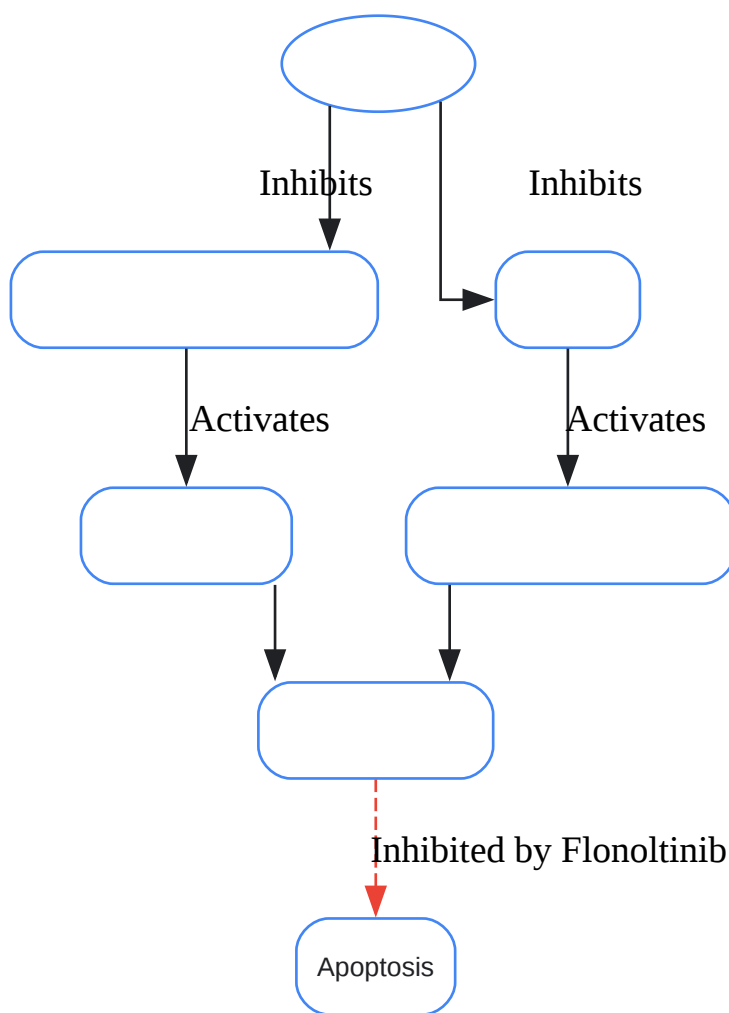 Inhibits
Inhibits
Activates
Activates
Inhibited by Flonoltinib
Apoptosis